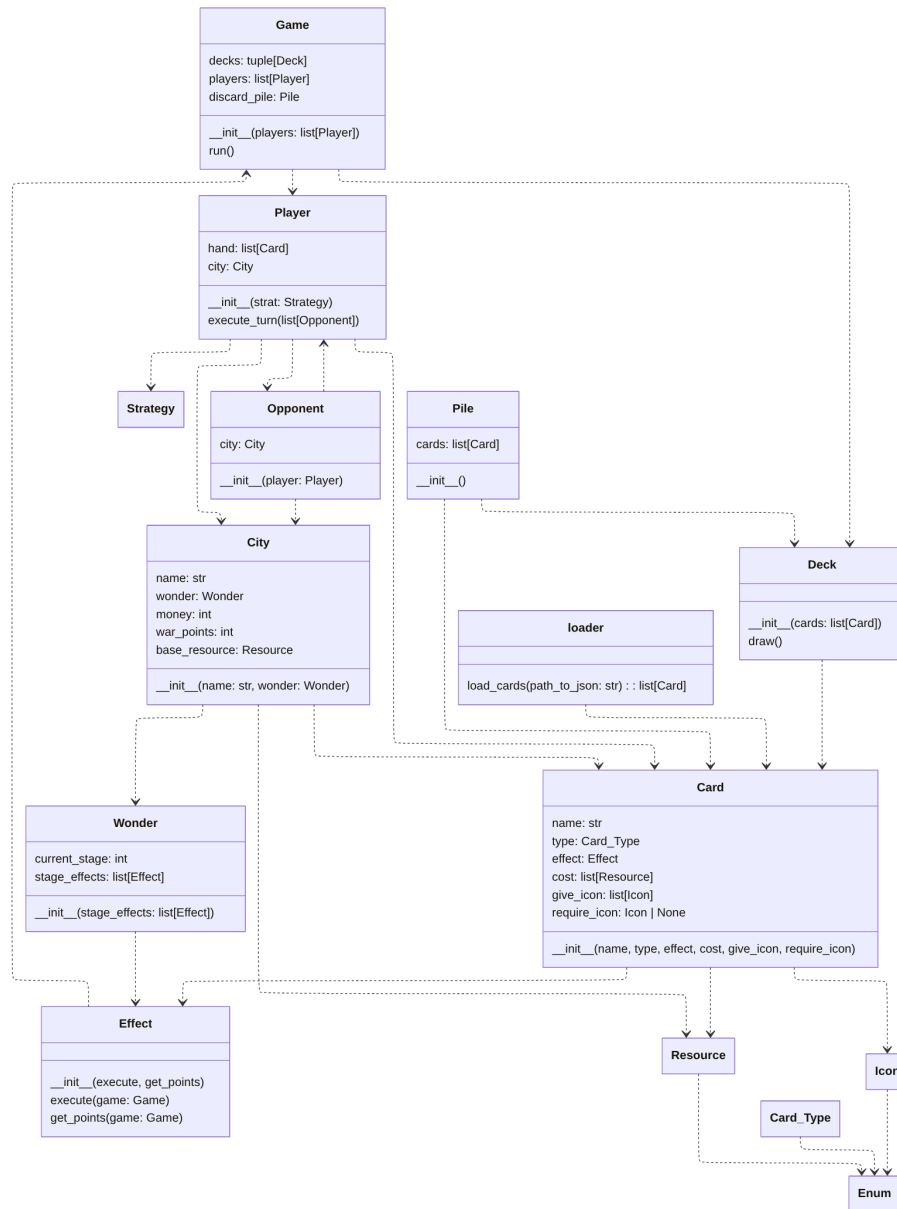 Game
decks: tuple[Deck]
players: list[Player]
discard_pile: Pile
__init__(players: list[Player])
run()
Player
hand: list[Card]
city: City
__init__(strat: Strategy)
execute_turn(list[Opponent])
Strategy
Opponent
city: City
__init__(player: Player)
Pile
cards: list[Card]
__init__()
City
name: str
wonder: Wonder
money: int
war_points: int
base_resource: Resource
__init__(name: str, wonder: Wonder)
Deck
__init__(cards: list[Card])
draw()
loader
load_cards(path_to_json: str) : : list[Card]
Card
name: str
type: Card_Type
effect: Effect
cost: list[Resource]
give_icon: list[Icon]
require_icon: Icon | None
__init__(name, type, effect, cost, give_icon, require_icon)
Wonder
current_stage: int
stage_effects: list[Effect]
__init__(stage_effects: list[Effect])
Effect
__init__(execute, get_points)
execute(game: Game)
get_points(game: Game)
Resource
Icon
Card_Type
Enum